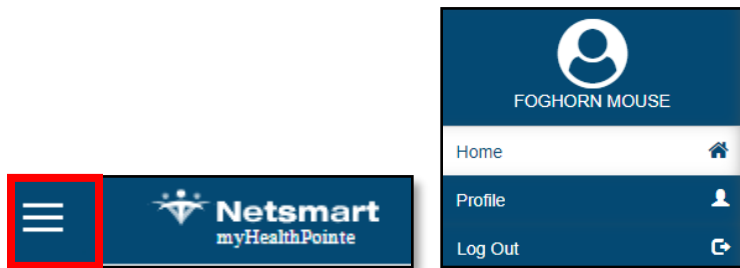 Netsmart
myHealthPointe
FOGHORN MOUSE
Home
Profile
Log Out